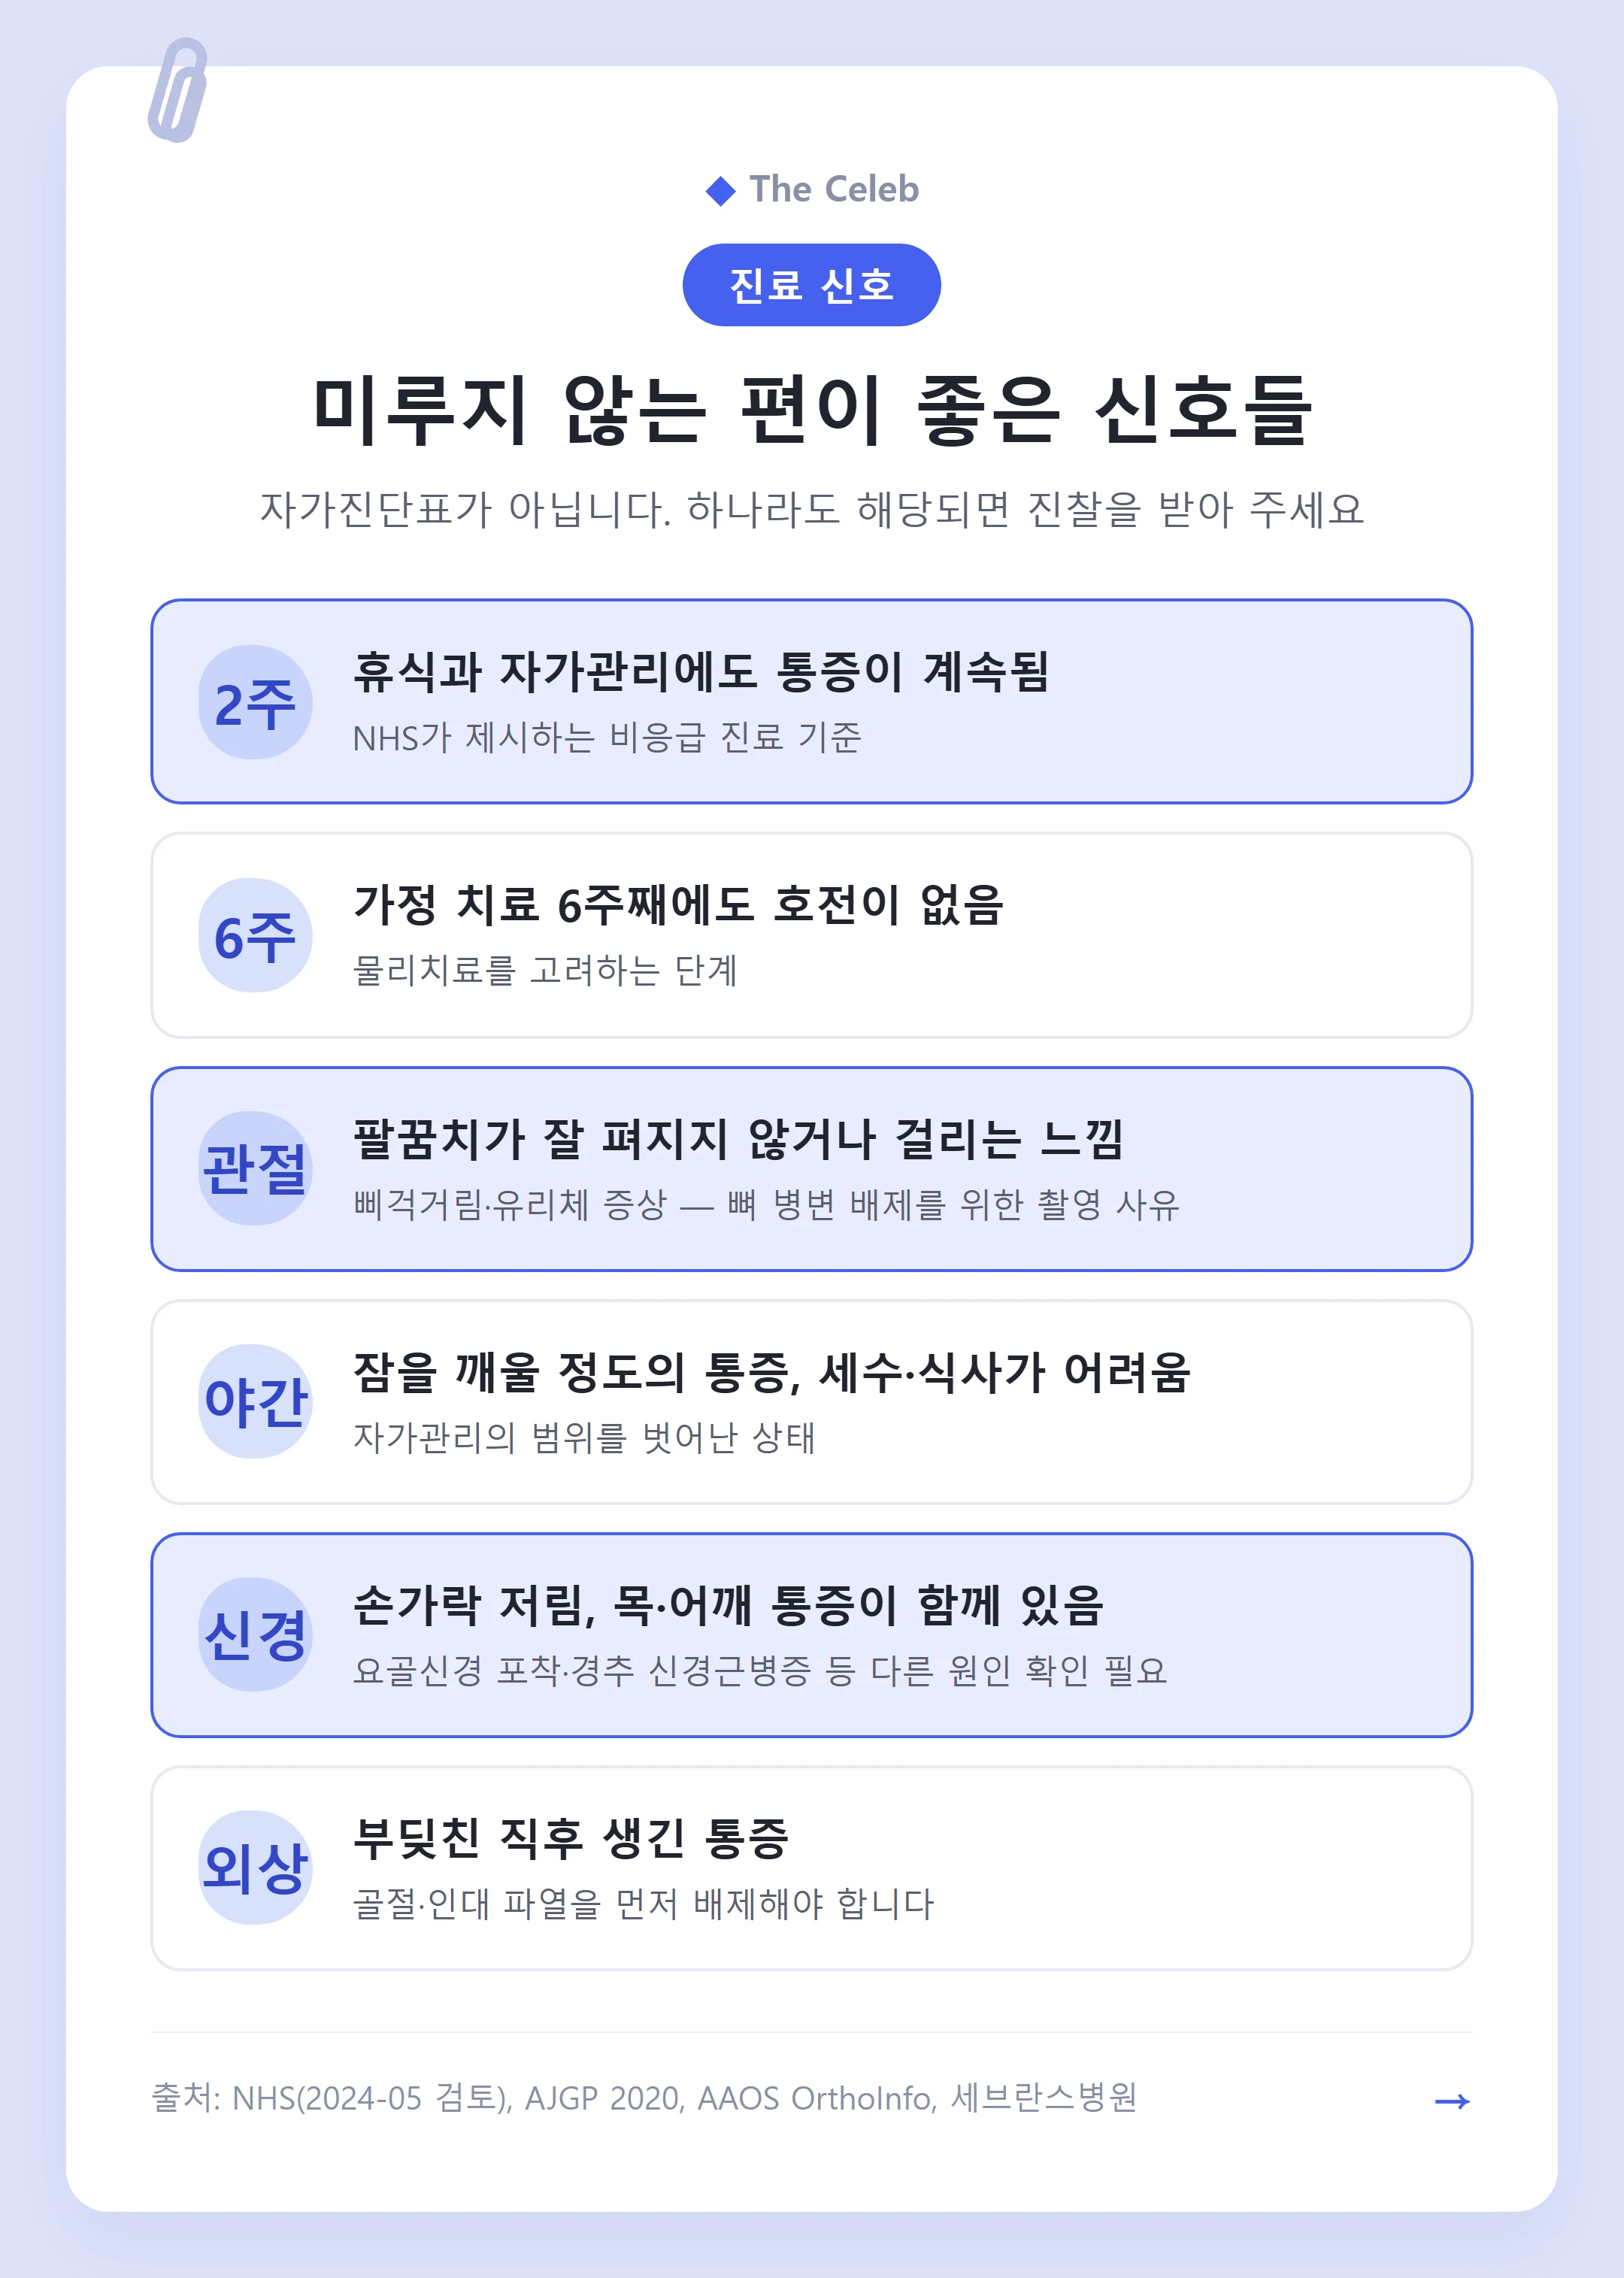 The Celeb
진료 신호
미루지 않는 편이 좋은 신호들
자가진단표가 아닙니다. 하나라도 해당되면 진찰을 받아 주세요
2주
휴식과 자가관리에도 통증이 계속됨
NHS가 제시하는 비응급 진료 기준
6주
가정 치료 6주째에도 호전이 없음
물리치료를 고려하는 단계
관절
팔꿈치가 잘 펴지지 않거나 걸리는 느낌
삐걱거림·유리체 증상 — 뼈 병변 배제를 위한 촬영 사유
야간
잠을 깨울 정도의 통증, 세수·식사가 어려움
자가관리의 범위를 벗어난 상태
신경
손가락 저림, 목·어깨 통증이 함께 있음
요골신경 포착·경추 신경근병증 등 다른 원인 확인 필요
외상
부딪친 직후 생긴 통증
골절·인대 파열을 먼저 배제해야 합니다
출처: NHS(2024-05 검토), AJGP 2020, AAOS OrthoInfo, 세브란스병원
→